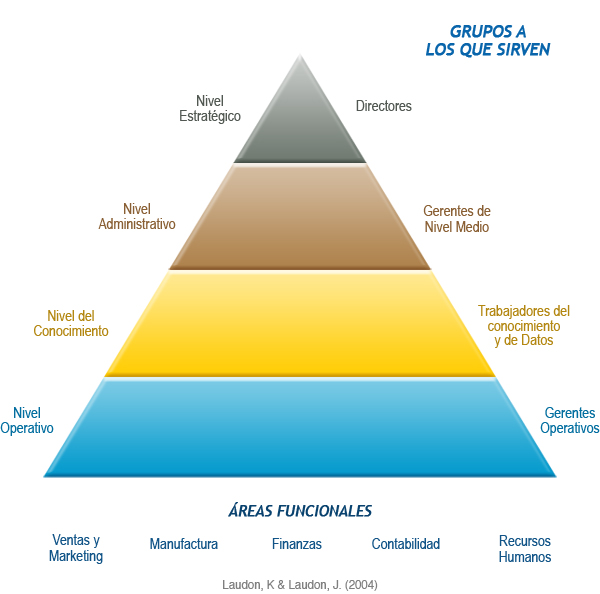 GRUPOS A
LOS QUE SIRVEN
Nivel
Estratégico
Directores
Nivel
Administrativo
Gerentes de
Nivel Medio
Nivel del
Conocimiento
Trabajadores del
conocimiento
y de Datos
Nivel
Operativo
Gerentes
Operativos
ÁREAS FUNCIONALES
Ventas y
Marketing
Manufactura
Finanzas
Contabilidad
Recursos
Humanos
Laudon, K & Laudon, J. (2004)